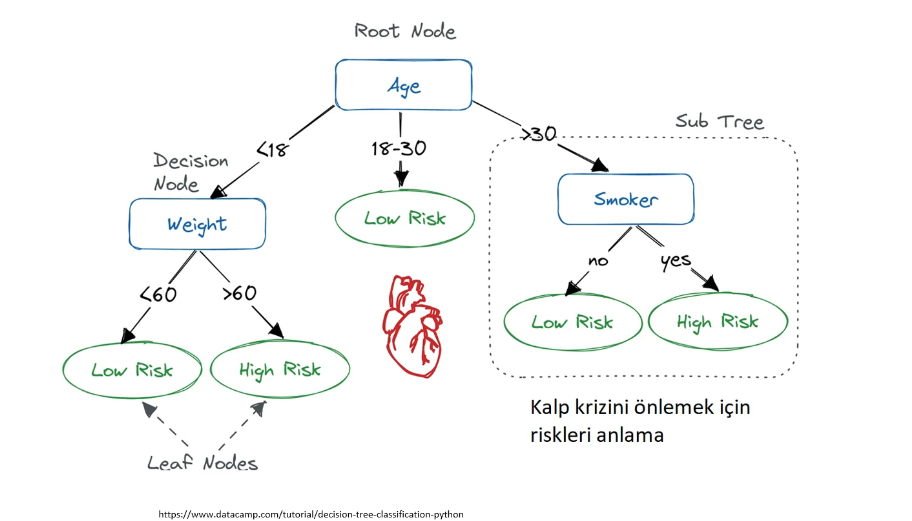 Root Node
Age
<18
18-30
>30
Sub Tree
Decision
Node
Weight
Low Risk
Smoker
no
yes
<60
>60
Low Risk
High Risk
Low Risk
High Risk
Leaf Nodes
Kalp krizini önlemek için
riskleri anlama
https://www.datacamp.com/tutorial/decision-tree-classification-python